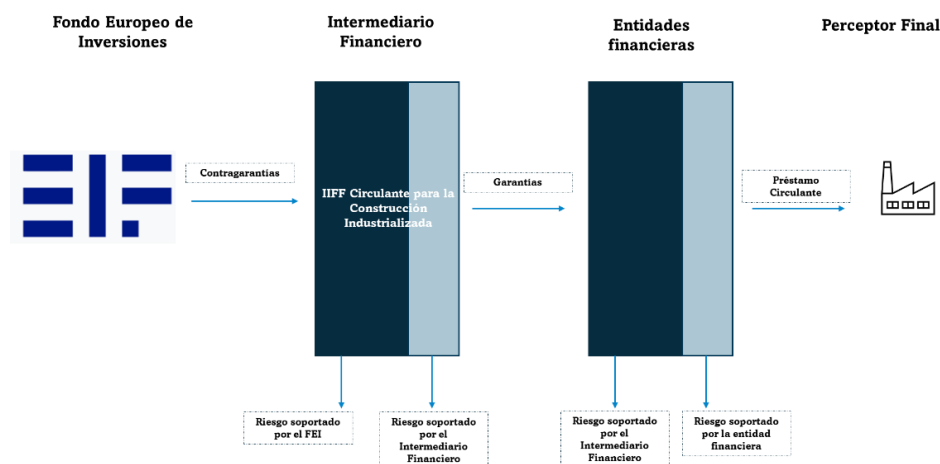 Fondo Europeo de
Inversiones
Intermediario
Financiero
Entidades
financieras
Perceptor Final
Contragarantías
IIFF Circulante para la
Construcción
Industrializada
Garantías
Préstamo
Circulante
Riesgo soportado
por el FEI
Riesgo soportado
por el
Intermediario
Financiero
Riesgo soportado
por el
Intermediario
Financiero
Riesgo soportado
por la entidad
financiera